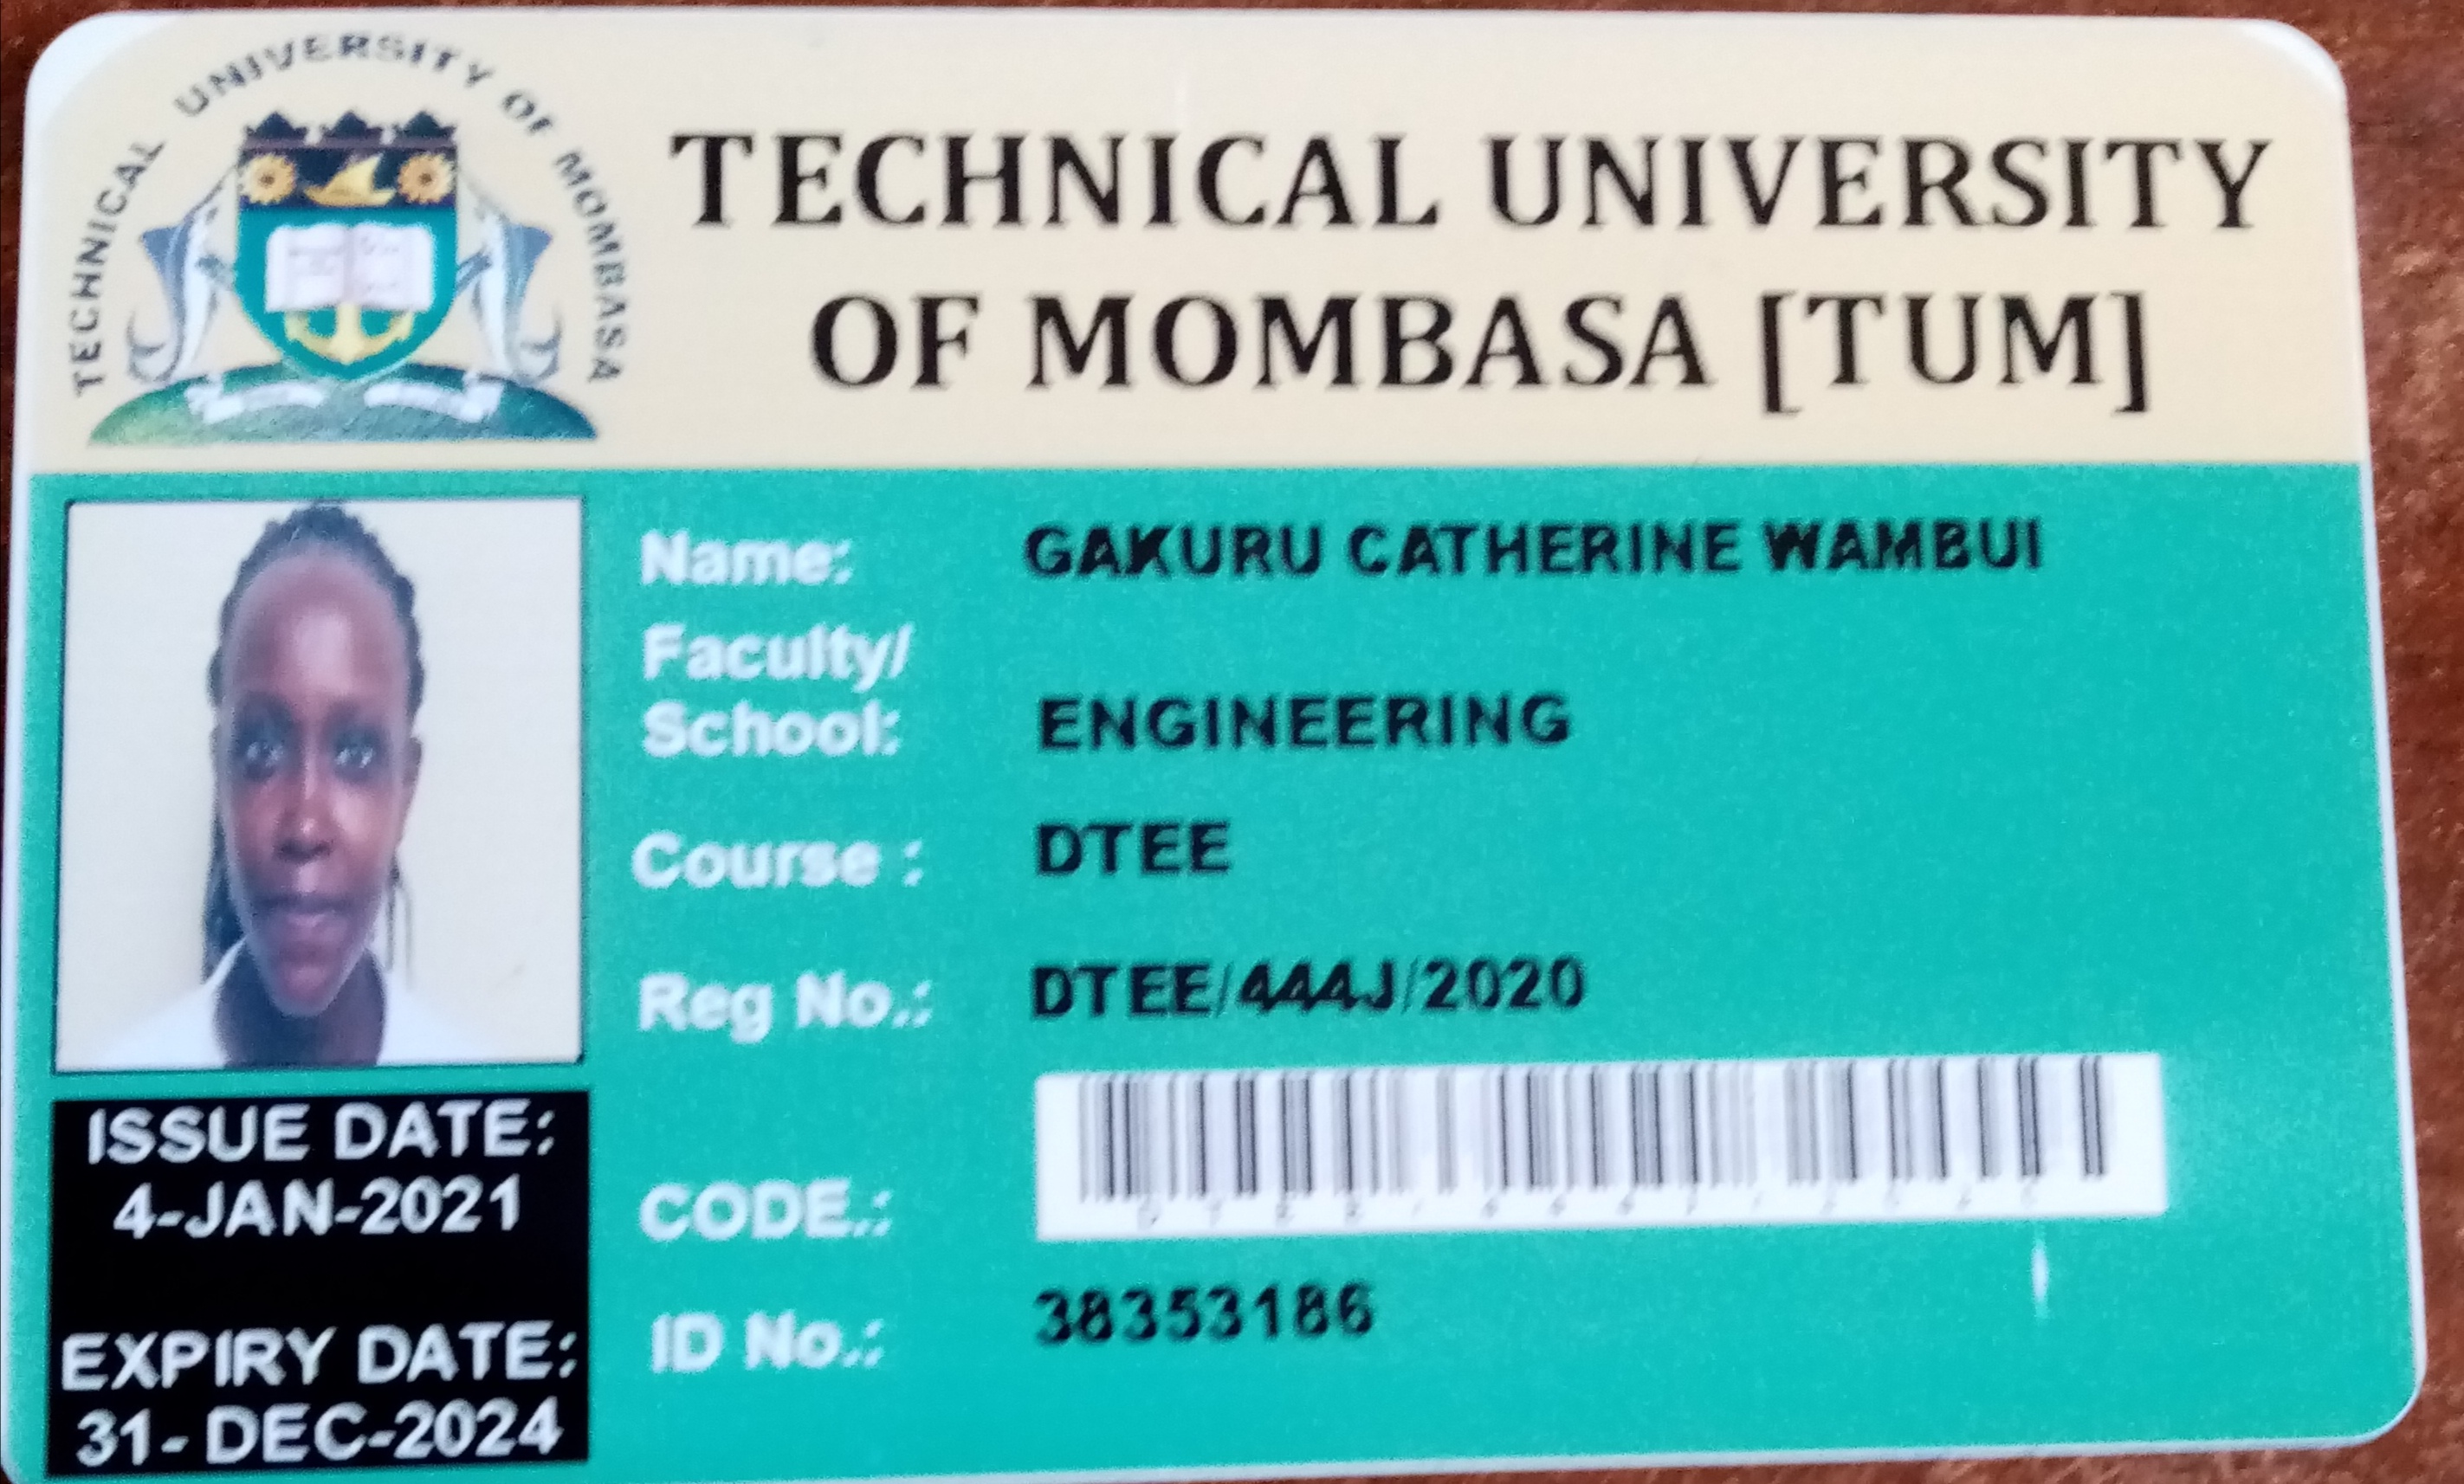 TECHNICAL UNIVERSITY OF MOMBASA
TECHNICAL UNIVERSITY
OF MOMBASA [TUM]
Name: GAKURU CATHERINE WAMBUI
Faculty/
School: ENGINEERING
Course : DTEE
Reg No.: DTEE/444J/2020
CODE.:
ID No.: 38353186
ISSUE DATE:
4-JAN-2021
EXPIRY DATE:
31- DEC-2024